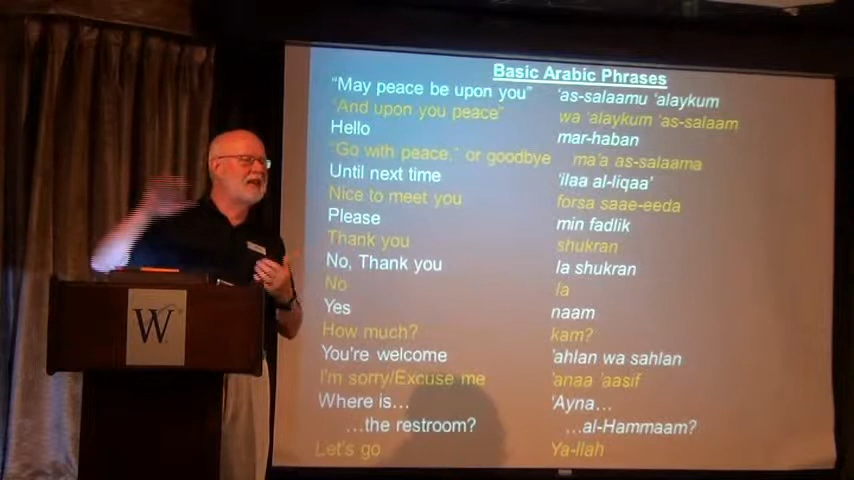 Basic Arabic Phrases
"May peace be upon you" 'as-salaamu 'alaykum
"And upon you peace" wa 'alaykum 'as-salaam
Hello mar-haban
"Go with peace," or goodbye ma'a as-salaama
Until next time 'ilaa al-liqaa'
Nice to meet you forsa saae-eeda
Please min fadlik
Thank you shukran
No, Thank you la shukran
No la
Yes naam
How much? kam?
You're welcome 'ahlan wa sahlan
I'm sorry/Excuse me 'anaa 'aasif
Where is... 'Ayna...
...the restroom? ...al-Hammaam?
Let's go Ya-llah
W